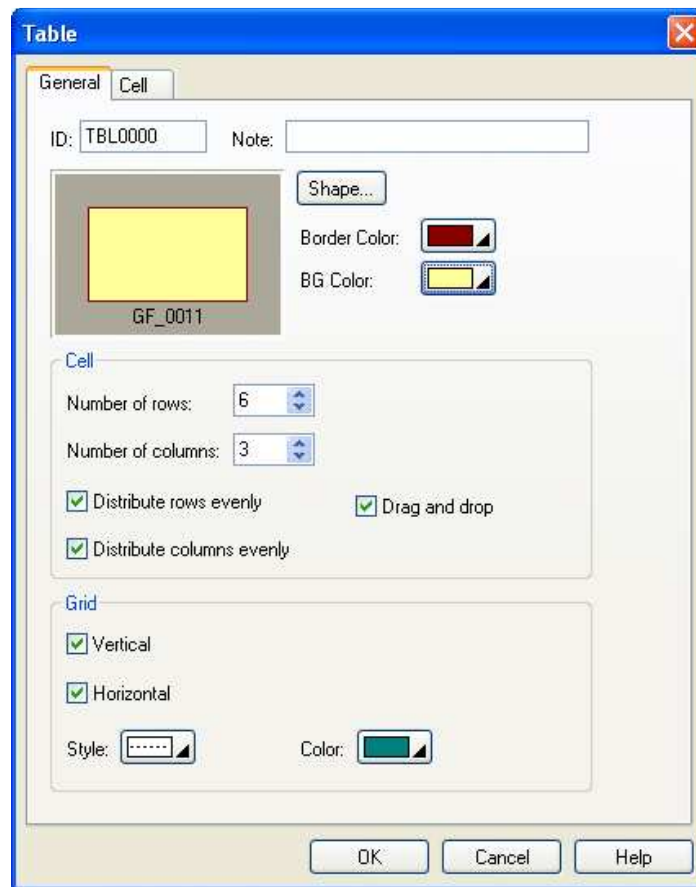 Table
General Cell
ID: TBL0000 Note:
Shape...
Border Color:
BG Color:
GF_0011
Cell
Number of rows: 6
Number of columns: 3
Distribute rows evenly Drag and drop
Distribute columns evenly
Grid
Vertical
Horizontal
Style: Color:
OK Cancel Help